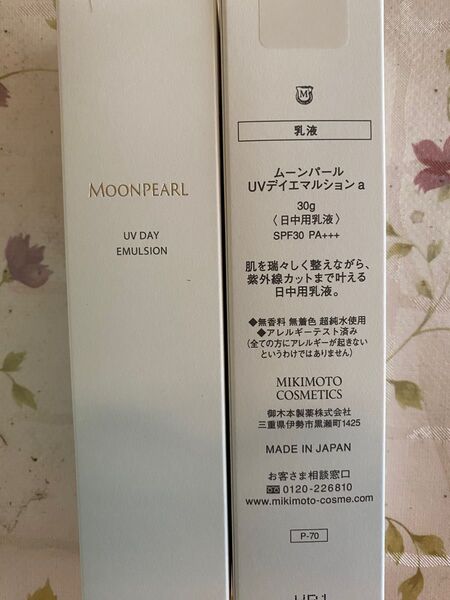 MOONPEARL
UV DAY
EMULSION
M
乳液
ムーンパール
UVデイエマルション a
30g
〈日中用乳液〉
SPF30 PA+++
肌を瑞々しく整えながら、
紫外線カットまで叶える
日中用乳液。
◆無香料 無着色 超純水使用
◆アレルギーテスト済み
(全ての方にアレルギーが起きない
というわけではありません)
MIKIMOTO
COSMETICS
御木本製薬株式会社
三重県伊勢市黒瀬町1425
MADE IN JAPAN
お客さま相談窓口
0120-226810
www.mikimoto-cosme.com
P-70